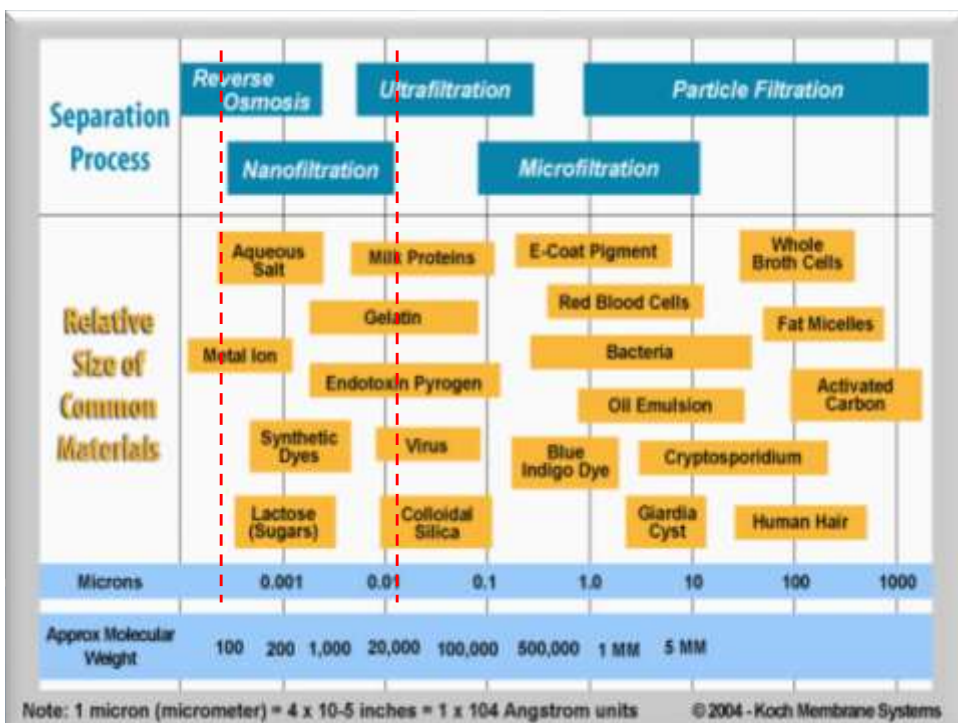 Separation
Process
Reverse
Osmosis
Ultrafiltration
Particle Filtration
Nanofiltration
Microfiltration
Relative
Size of
Common
Materials
Aqueous
Salt
Milk Proteins
E-Coat Pigment
Whole
Broth Cells
Gelatin
Red Blood Cells
Fat Micelles
Metal Ion
Bacteria
Endotoxin Pyrogen
Activated
Carbon
Oil Emulsion
Synthetic
Dyes
Virus
Blue
Indigo Dye
Cryptosporidium
Lactose
(Sugars)
Colloidal
Silica
Giardia
Cyst
Human Hair
Microns 0.001 0.01 0.1 1.0 10 100 1000
Approx Molecular
Weight
100 200 1,000 20,000 100,000 500,000 1 MM 5 MM
Note: 1 micron (micrometer) = 4 x 10-5 inches = 1 x 104 Angstrom units © 2004 - Koch Membrane Systems